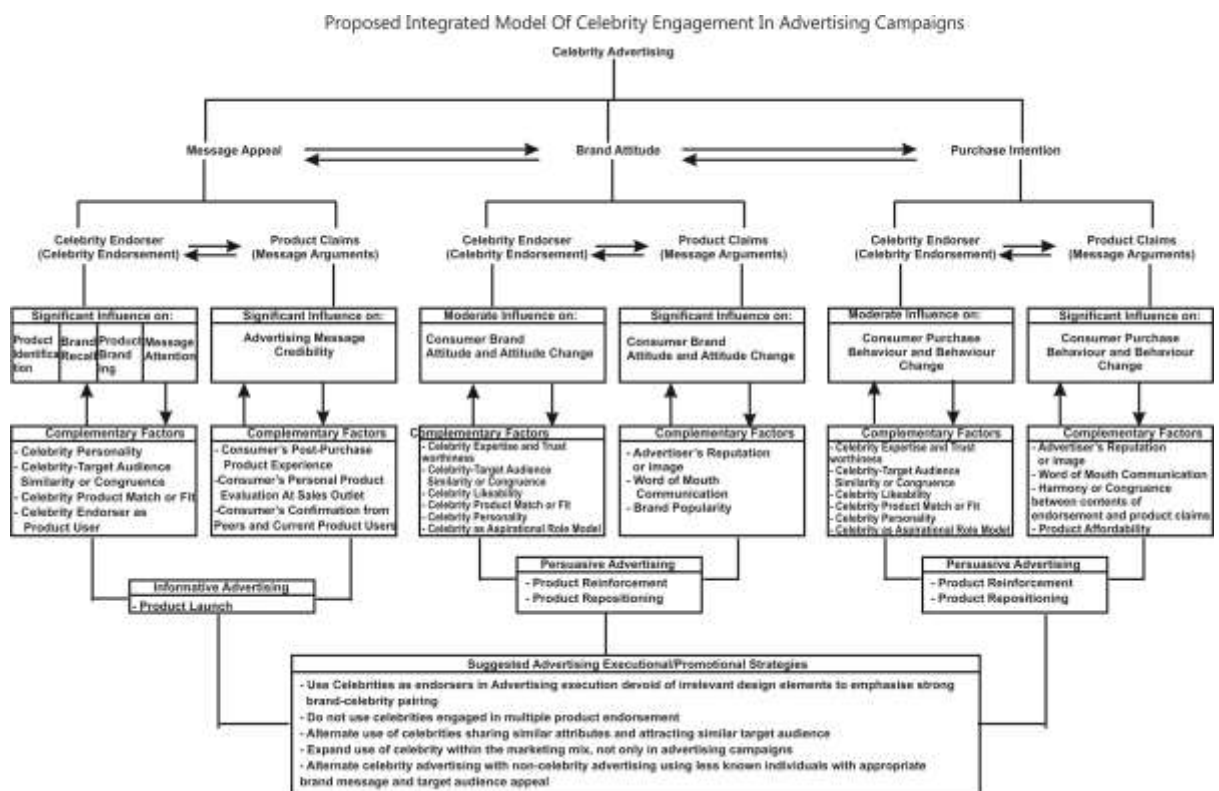 Proposed Integrated Model Of Celebrity Engagement In Advertising Campaigns
Celebrity Advertising
Message Appeal
Brand Attitude
Purchase Intention
Celebrity Endorser
(Celebrity Endorsement)
Product Claims
(Message Arguments)
Celebrity Endorser
(Celebrity Endorsement)
Product Claims
(Message Arguments)
Celebrity Endorser
(Celebrity Endorsement)
Product Claims
(Message Arguments)
Significant Influence on:
Product
Identifica
tion
Brand
Recall
Product
Brand
ing
Message
Attention
Significant Influence on:
Advertising Message
Credibility
Moderate Influence on:
Consumer Brand
Attitude and Attitude Change
Significant Influence on:
Consumer Brand
Attitude and Attitude Change
Moderate Influence on:
Consumer Purchase
Behaviour and Behaviour
Change
Significant Influence on:
Consumer Purchase
Behaviour and Behaviour
Change
Complementary Factors
- Celebrity Personality
- Celebrity-Target Audience
Similarity or Congruence
- Celebrity Product Match or Fit
- Celebrity Endorser as
Product User
Complementary Factors
- Consumer's Post-Purchase
Product Experience
-Consumer's Personal Product
Evaluation At Sales Outlet
-Consumer's Confirmation from
Peers and Current Product Users
Complementary Factors
- Celebrity Expertise and Trust
worthiness
- Celebrity-Target Audience
Similarity or Congruence
- Celebrity Likeability
- Celebrity Product Match or Fit
- Celebrity Personality
- Celebrity as Aspirational Role Model
Complementary Factors
- Advertiser's Reputation
or image
- Word of Mouth
Communication
- Brand Popularity
Complementary Factors
- Celebrity Expertise and Trust
worthiness
- Celebrity-Target Audience
Similarity or Congruence
- Celebrity Likeability
- Celebrity Product Match or Fit
- Celebrity Personality
- Celebrity as Aspirational Role Model
Complementary Factors
- Advertiser's Reputation
or image
- Word of Mouth Communication
- Harmony or Congruence
between contents of
endorsement and product claims
- Product Affordability
Informative Advertising
- Product Launch
Persuasive Advertising
- Product Reinforcement
- Product Repositioning
Persuasive Advertising
- Product Reinforcement
- Product Repositioning
Suggested Advertising Executional/Promotional Strategies
- Use Celebrities as endorsers in Advertising execution devoid of irrelevant design elements to emphasise strong
brand-celebrity pairing
- Do not use celebrities engaged in multiple product endorsement
- Alternate use of celebrities sharing similar attributes and attracting similar target audience
- Expand use of celebrity within the marketing mix, not only in advertising campaigns
- Alternate celebrity advertising with non-celebrity advertising using less known individuals with appropriate
brand message and target audience appeal